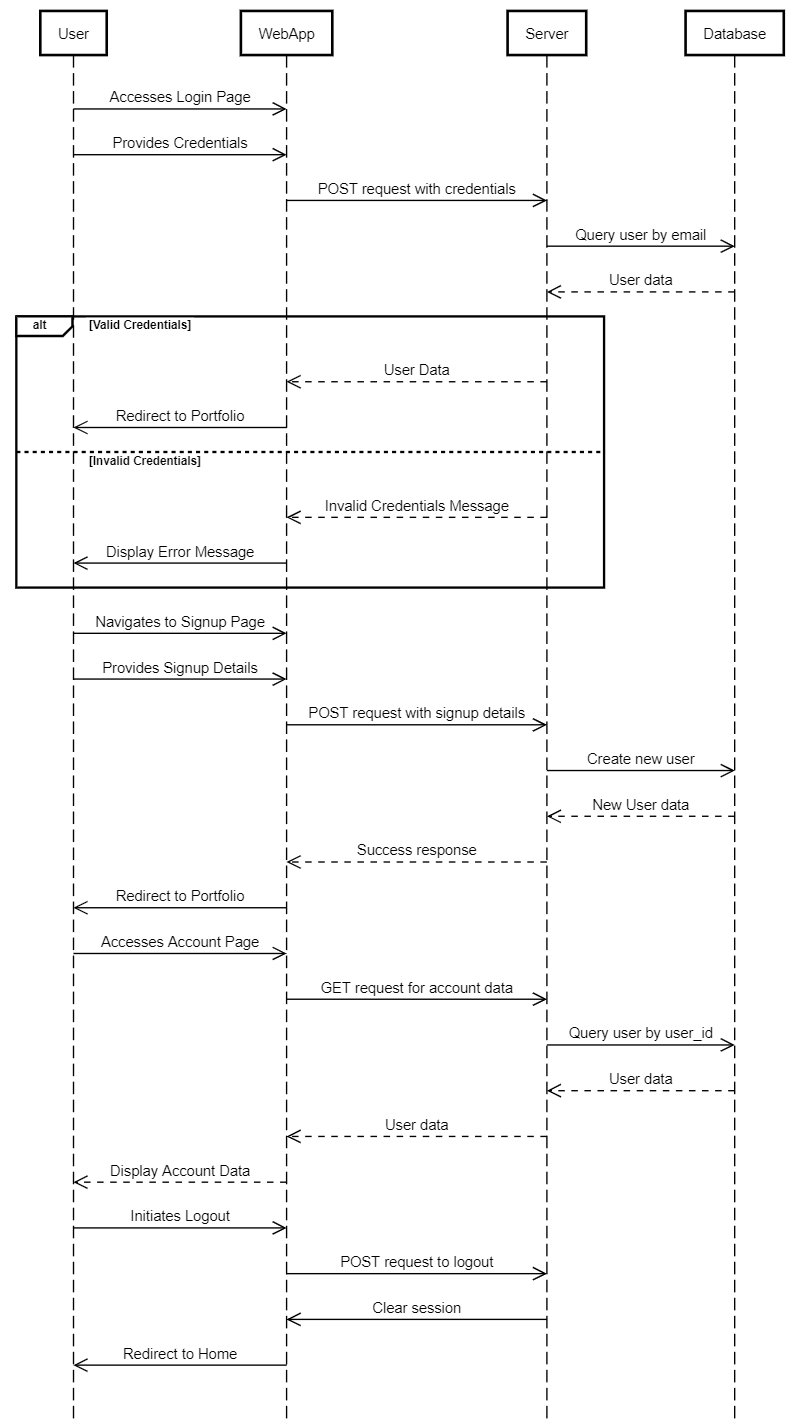 User
WebApp
Server
Database
Accesses Login Page
Provides Credentials
POST request with credentials
Query user by email
User data
alt
[Valid Credentials]
User Data
Redirect to Portfolio
[Invalid Credentials]
Invalid Credentials Message
Display Error Message
Navigates to Signup Page
Provides Signup Details
POST request with signup details
Create new user
New User data
Success response
Redirect to Portfolio
Accesses Account Page
GET request for account data
Query user by user_id
User data
User data
Display Account Data
Initiates Logout
POST request to logout
Clear session
Redirect to Home